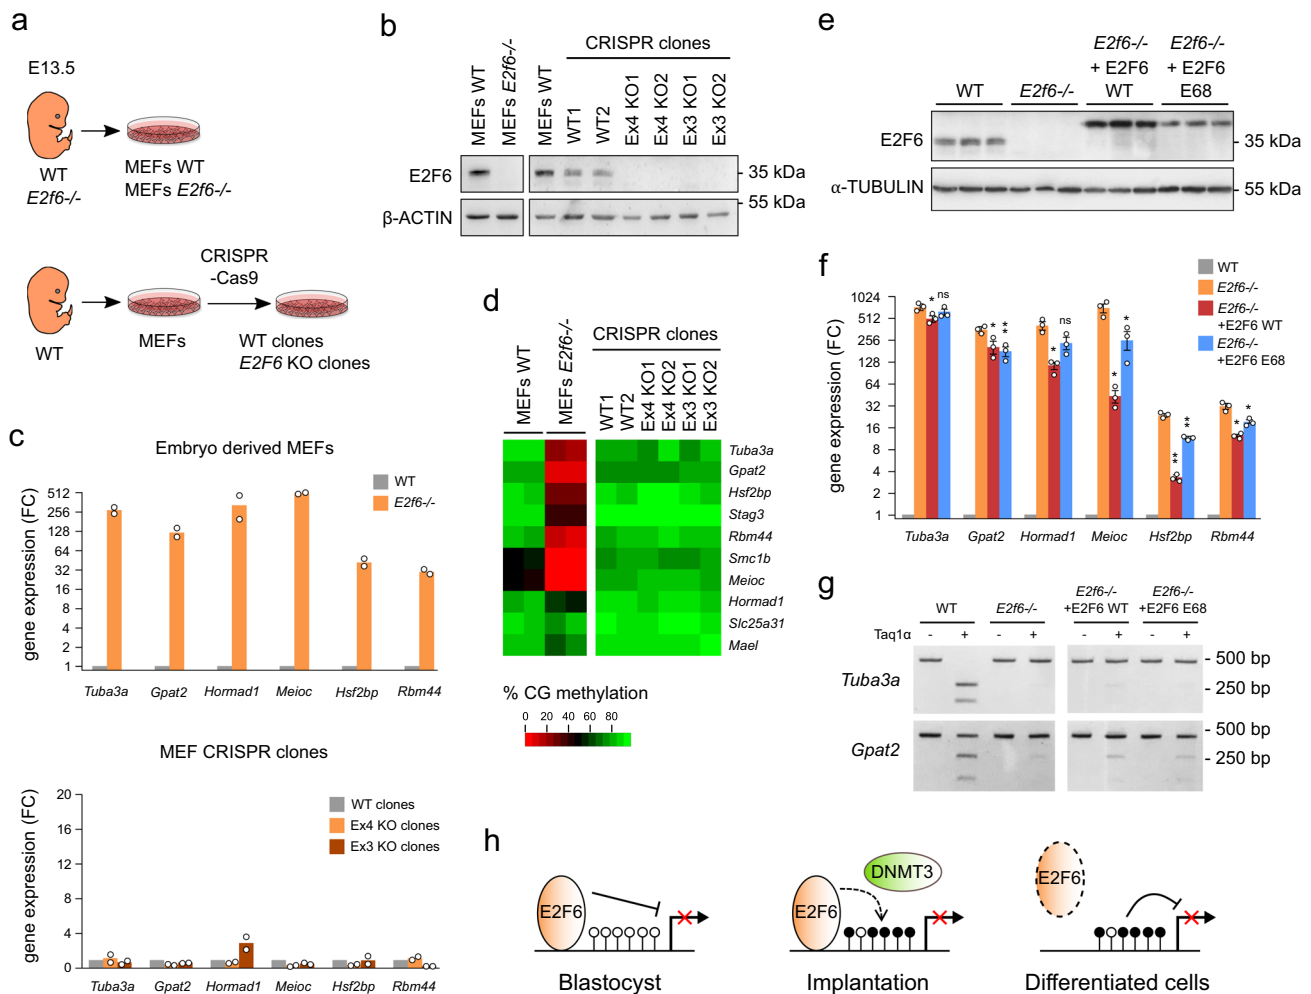 a
E13.5
WT
E2f6-/-
MEFs WT
MEFs E2f6-/-
WT
MEFs
CRISPR
-Cas9
WT clones
E2F6 KO clones
b
CRISPR clones
MEFs WT
MEFs E2f6-/-
MEFs WT
WT1
WT2
Ex4 KO1
Ex4 KO2
Ex3 KO1
Ex3 KO2
E2F6
- 35 kDa
55 kDa
β-ACTIN
c
Embryo derived MEFs
WT
E2f6-/-
gene expression (FC)
512
256
128
64
32
16
8
4
2
1
Tuba3a Gpat2 Hormad1 Meioc Hsf2bp Rbm44
MEF CRISPR clones
WT clones
Ex4 KO clones
Ex3 KO clones
gene expression (FC)
20
16
12
8
4
0
Tuba3a Gpat2 Hormad1 Meioc Hsf2bp Rbm44
d
MEFs WT
MEFs E2f6-/-
CRISPR clones
WT1
WT2
Ex4 KO1
Ex4 KO2
Ex3 KO1
Ex3 KO2
Tuba3a
Gpat2
Hsf2bp
Stag3
Rbm44
Smc1b
Meioc
Hormad1
Slc25a31
Mael
% CG methylation
0 20 40 60 80
e
WT
E2f6-/-
E2f6-/-
+ E2F6
WT
E2f6-/-
+ E2F6
E68
E2F6
- 35 kDa
α-TUBULIN
- 55 kDa
f
WT
E2f6-/-
E2f6-/-
+E2F6 WT
E2f6-/-
+E2F6 E68
gene expression (FC)
1024
512
256
128
64
32
16
8
4
2
1
* ns
* **
* ns
* *
** **
* *
Tuba3a Gpat2 Hormad1 Meioc Hsf2bp Rbm44
g
WT
E2f6-/-
E2f6-/-
+E2F6 WT
E2f6-/-
+E2F6 E68
Taq1α - + - + - + - +
Tuba3a
- 500 bp
- 250 bp
Gpat2
- 500 bp
- 250 bp
h
E2F6
Blastocyst
E2F6
DNMT3
Implantation
E2F6
Differentiated cells